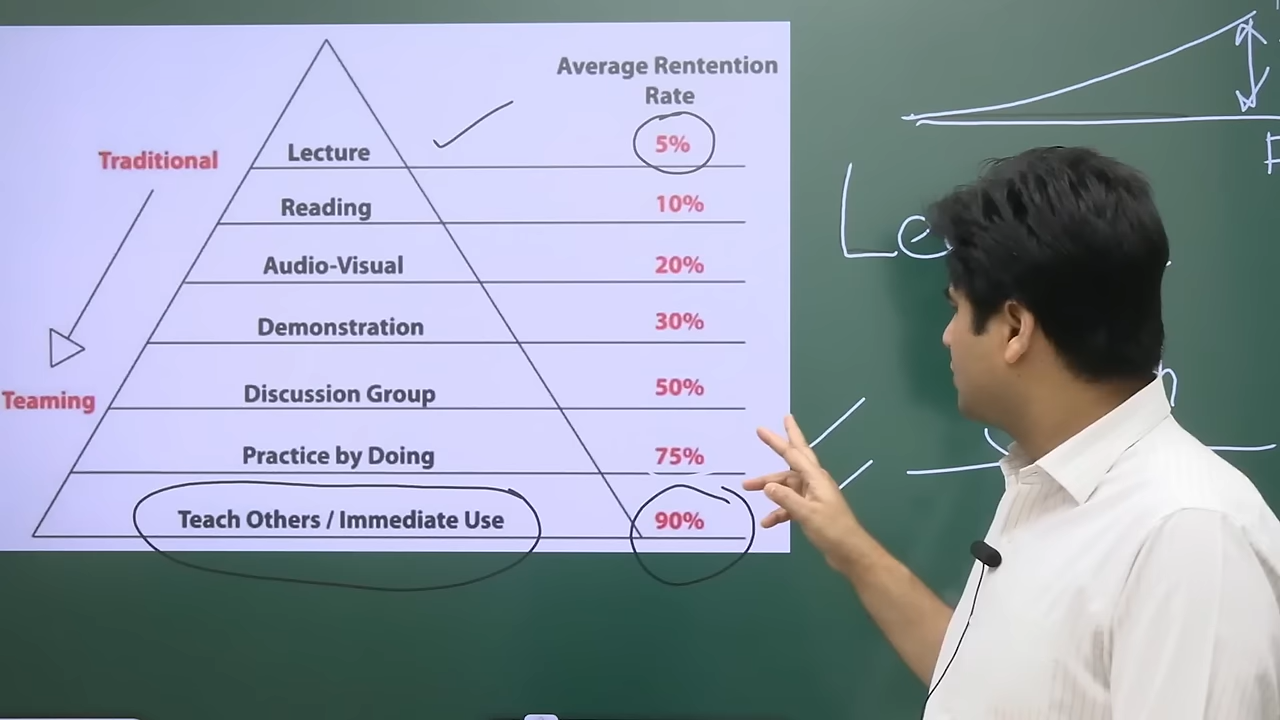 Average Rentention
Rate
Lecture
5%
Traditional
Reading
10%
Audio-Visual
20%
Demonstration
30%
Discussion Group
50%
Teaming
Practice by Doing
75%
Teach Others / Immediate Use
90%